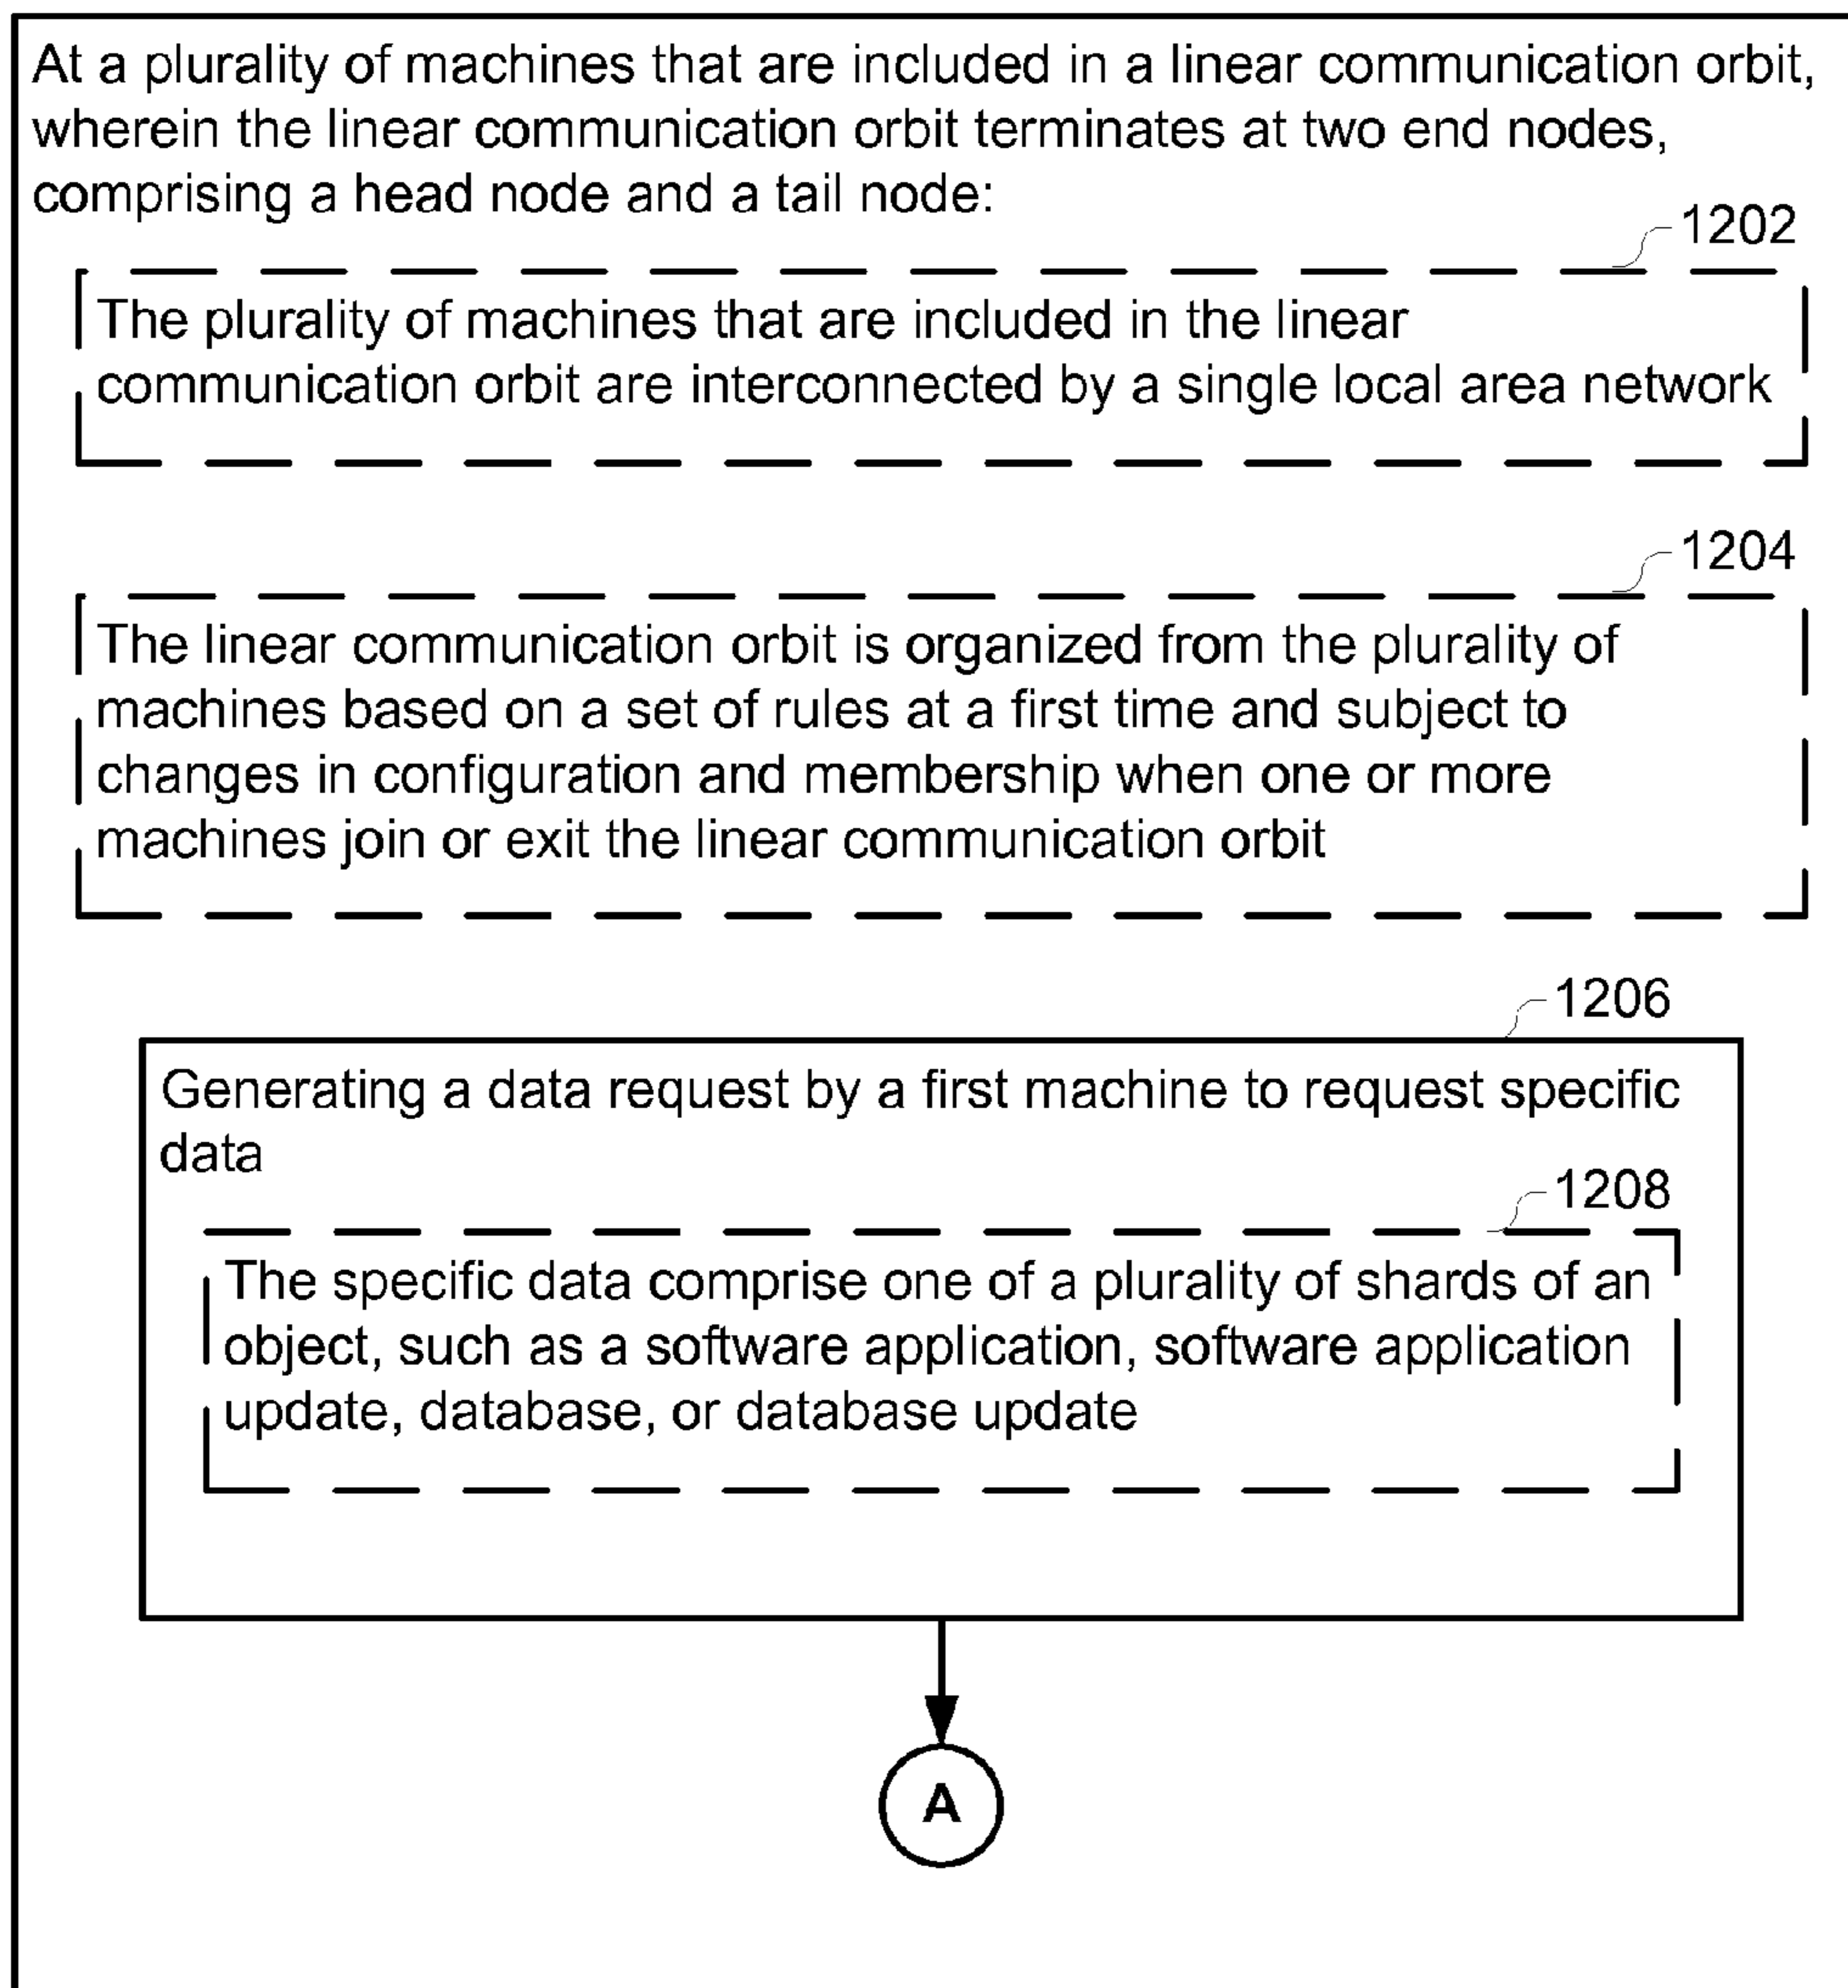 At a plurality of machines that are included in a linear communication orbit,
wherein the linear communication orbit terminates at two end nodes,
comprising a head node and a tail node:
1202
The plurality of machines that are included in the linear
communication orbit are interconnected by a single local area network
1204
The linear communication orbit is organized from the plurality of
machines based on a set of rules at a first time and subject to
changes in configuration and membership when one or more
machines join or exit the linear communication orbit
1206
Generating a data request by a first machine to request specific
data
1208
The specific data comprise one of a plurality of shards of an
object, such as a software application, software application
update, database, or database update
A